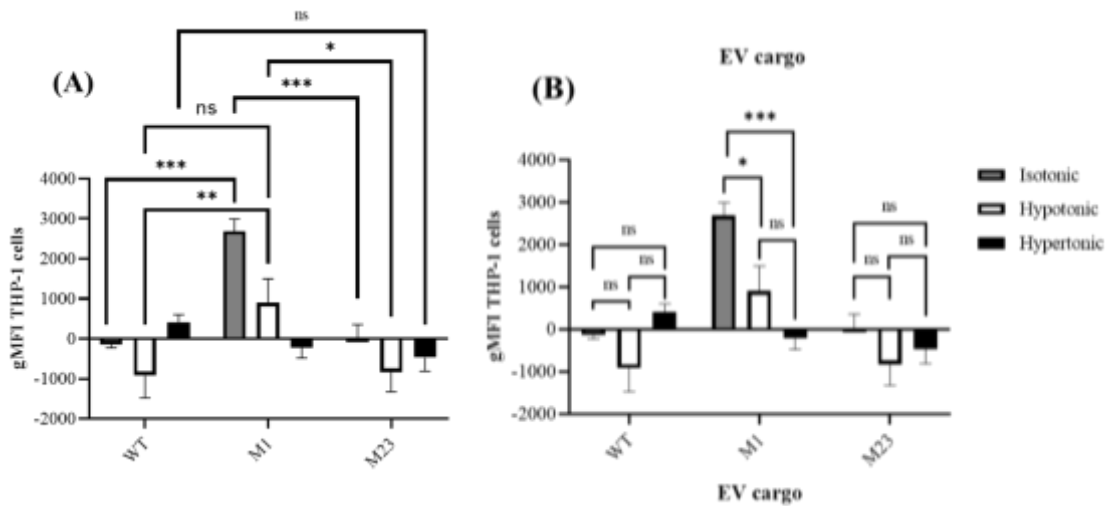 ns
*
(A)
***
ns
***
**
4000
3000
2000
1000
0
-1000
-2000
gMFI THP-1 cells
WT
M1
M23
EV cargo
(B)
***
*
ns
ns
ns
ns
ns
ns
ns
4000
3000
2000
1000
0
-1000
-2000
gMFI THP-1 cells
WT
M1
M23
EV cargo
Isotonic
Hypotonic
Hypertonic